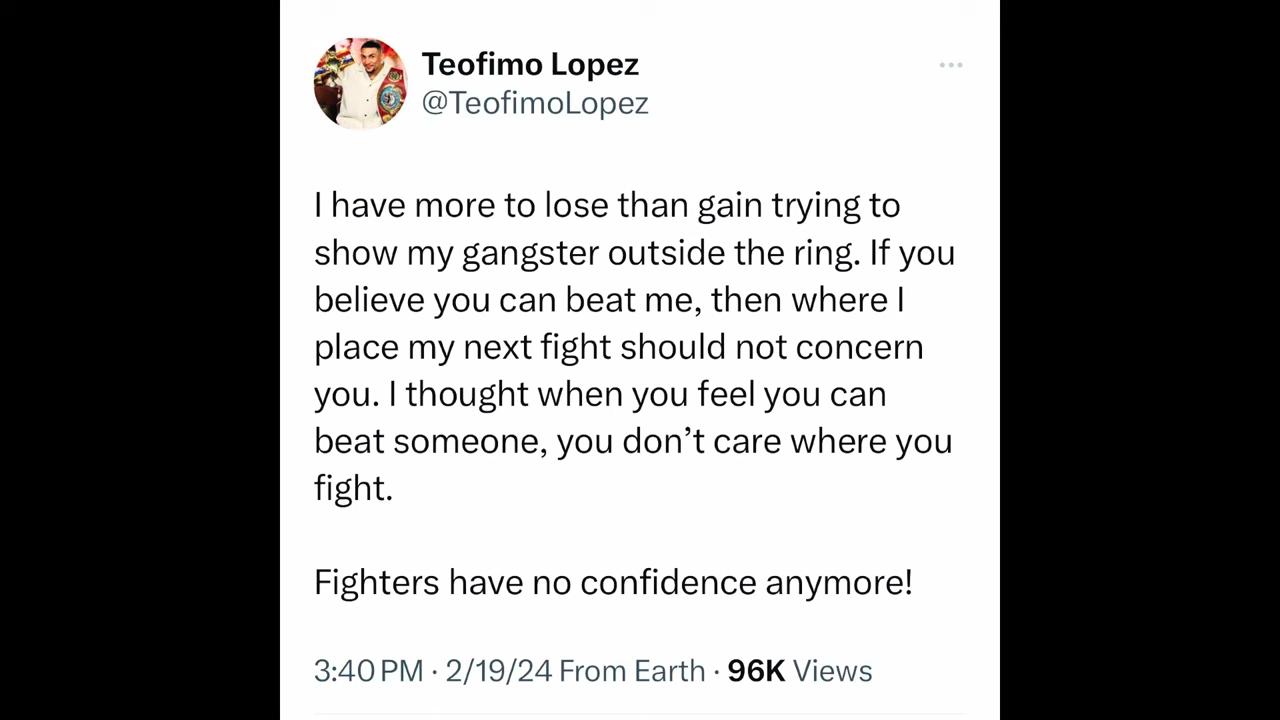 Teofimo Lopez
@TeofimoLopez
I have more to lose than gain trying to
show my gangster outside the ring. If you
believe you can beat me, then where I
place my next fight should not concern
you. I thought when you feel you can
beat someone, you don’t care where you
fight.
Fighters have no confidence anymore!
3:40 PM · 2/19/24 From Earth · 96K Views